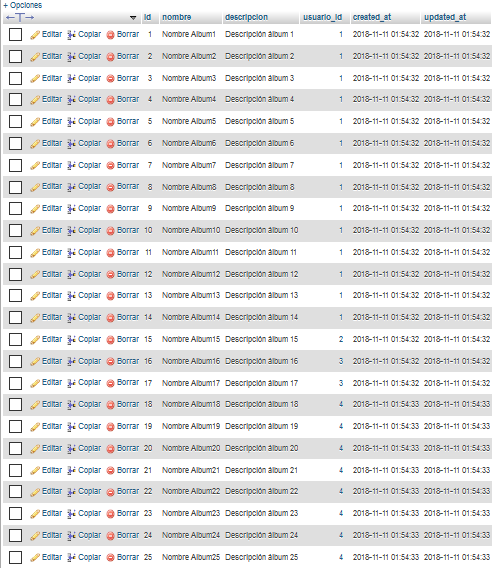 + Opciones
←T→ id nombre descripcion usuario_id created_at updated_at
Editar Copiar Borrar 1 Nombre Album1 Descripción álbum 1 1 2018-11-11 01:54:32 2018-11-11 01:54:32
Editar Copiar Borrar 2 Nombre Album2 Descripción álbum 2 1 2018-11-11 01:54:32 2018-11-11 01:54:32
Editar Copiar Borrar 3 Nombre Album3 Descripción álbum 3 1 2018-11-11 01:54:32 2018-11-11 01:54:32
Editar Copiar Borrar 4 Nombre Album4 Descripción álbum 4 1 2018-11-11 01:54:32 2018-11-11 01:54:32
Editar Copiar Borrar 5 Nombre Album5 Descripción álbum 5 1 2018-11-11 01:54:32 2018-11-11 01:54:32
Editar Copiar Borrar 6 Nombre Album6 Descripción álbum 6 1 2018-11-11 01:54:32 2018-11-11 01:54:32
Editar Copiar Borrar 7 Nombre Album7 Descripción álbum 7 1 2018-11-11 01:54:32 2018-11-11 01:54:32
Editar Copiar Borrar 8 Nombre Album8 Descripción álbum 8 1 2018-11-11 01:54:32 2018-11-11 01:54:32
Editar Copiar Borrar 9 Nombre Album9 Descripción álbum 9 1 2018-11-11 01:54:32 2018-11-11 01:54:32
Editar Copiar Borrar 10 Nombre Album10 Descripción álbum 10 1 2018-11-11 01:54:32 2018-11-11 01:54:32
Editar Copiar Borrar 11 Nombre Album11 Descripción álbum 11 1 2018-11-11 01:54:32 2018-11-11 01:54:32
Editar Copiar Borrar 12 Nombre Album12 Descripción álbum 12 1 2018-11-11 01:54:32 2018-11-11 01:54:32
Editar Copiar Borrar 13 Nombre Album13 Descripción álbum 13 1 2018-11-11 01:54:32 2018-11-11 01:54:32
Editar Copiar Borrar 14 Nombre Album14 Descripción álbum 14 1 2018-11-11 01:54:32 2018-11-11 01:54:32
Editar Copiar Borrar 15 Nombre Album15 Descripción álbum 15 2 2018-11-11 01:54:32 2018-11-11 01:54:32
Editar Copiar Borrar 16 Nombre Album16 Descripción álbum 16 3 2018-11-11 01:54:32 2018-11-11 01:54:32
Editar Copiar Borrar 17 Nombre Album17 Descripción álbum 17 3 2018-11-11 01:54:32 2018-11-11 01:54:32
Editar Copiar Borrar 18 Nombre Album18 Descripción álbum 18 4 2018-11-11 01:54:33 2018-11-11 01:54:33
Editar Copiar Borrar 19 Nombre Album19 Descripción álbum 19 4 2018-11-11 01:54:33 2018-11-11 01:54:33
Editar Copiar Borrar 20 Nombre Album20 Descripción álbum 20 4 2018-11-11 01:54:33 2018-11-11 01:54:33
Editar Copiar Borrar 21 Nombre Album21 Descripción álbum 21 4 2018-11-11 01:54:33 2018-11-11 01:54:33
Editar Copiar Borrar 22 Nombre Album22 Descripción álbum 22 4 2018-11-11 01:54:33 2018-11-11 01:54:33
Editar Copiar Borrar 23 Nombre Album23 Descripción álbum 23 4 2018-11-11 01:54:33 2018-11-11 01:54:33
Editar Copiar Borrar 24 Nombre Album24 Descripción álbum 24 4 2018-11-11 01:54:33 2018-11-11 01:54:33
Editar Copiar Borrar 25 Nombre Album25 Descripción álbum 25 4 2018-11-11 01:54:33 2018-11-11 01:54:33